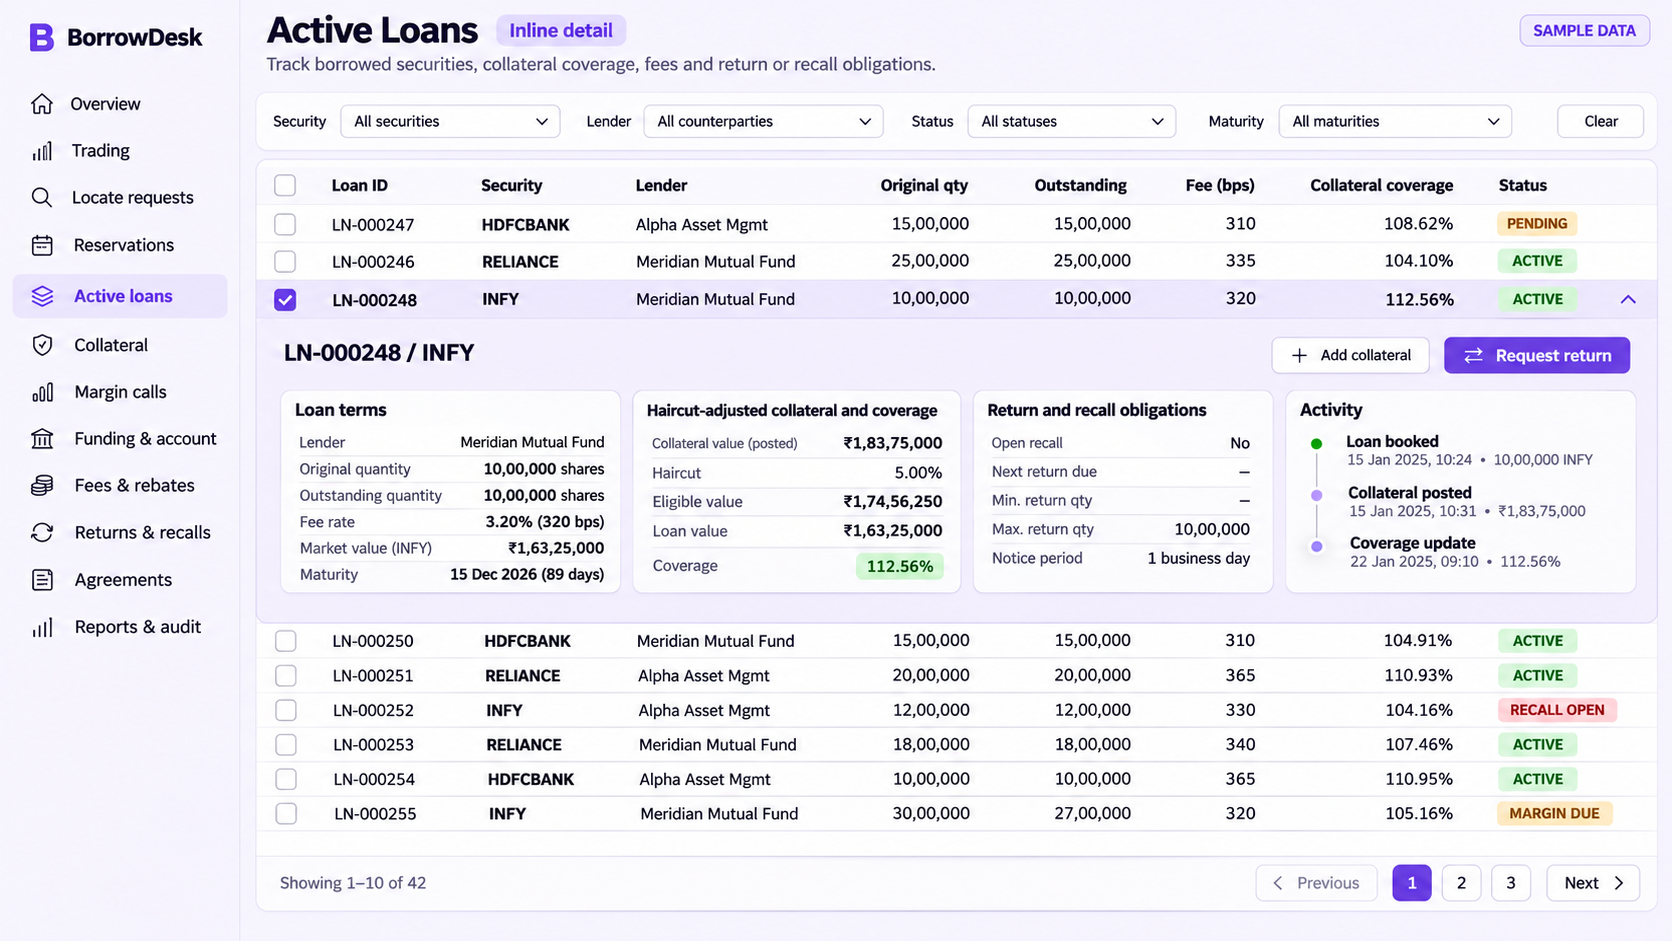 B BorrowDesk
Overview
Trading
Locate requests
Reservations
Active loans
Collateral
Margin calls
Funding & account
Fees & rebates
Returns & recalls
Agreements
Reports & audit
Active Loans Inline detail SAMPLE DATA
Track borrowed securities, collateral coverage, fees and return or recall obligations.
Security All securities Lender All counterparties Status All statuses Maturity All maturities Clear
Loan ID Security Lender Original qty Outstanding Fee (bps) Collateral coverage Status
LN-000247 HDFCBANK Alpha Asset Mgmt 15,00,000 15,00,000 310 108.62% PENDING
LN-000246 RELIANCE Meridian Mutual Fund 25,00,000 25,00,000 335 104.10% ACTIVE
LN-000248 INFY Meridian Mutual Fund 10,00,000 10,00,000 320 112.56% ACTIVE
LN-000248 / INFY + Add collateral Request return
Loan terms
Lender Meridian Mutual Fund
Original quantity 10,00,000 shares
Outstanding quantity 10,00,000 shares
Fee rate 3.20% (320 bps)
Market value (INFY) ₹1,63,25,000
Maturity 15 Dec 2026 (89 days)
Haircut-adjusted collateral and coverage
Collateral value (posted) ₹1,83,75,000
Haircut 5.00%
Eligible value ₹1,74,56,250
Loan value ₹1,63,25,000
Coverage 112.56%
Return and recall obligations
Open recall No
Next return due –
Min. return qty –
Max. return qty 10,00,000
Notice period 1 business day
Activity
Loan booked
15 Jan 2025, 10:24 • 10,00,000 INFY
Collateral posted
15 Jan 2025, 10:31 • ₹1,83,75,000
Coverage update
22 Jan 2025, 09:10 • 112.56%
LN-000250 HDFCBANK Meridian Mutual Fund 15,00,000 15,00,000 310 104.91% ACTIVE
LN-000251 RELIANCE Alpha Asset Mgmt 20,00,000 20,00,000 365 110.93% ACTIVE
LN-000252 INFY Alpha Asset Mgmt 12,00,000 12,00,000 330 104.16% RECALL OPEN
LN-000253 RELIANCE Meridian Mutual Fund 18,00,000 18,00,000 340 107.46% ACTIVE
LN-000254 HDFCBANK Alpha Asset Mgmt 10,00,000 10,00,000 365 110.95% ACTIVE
LN-000255 INFY Meridian Mutual Fund 30,00,000 27,00,000 320 105.16% MARGIN DUE
Showing 1–10 of 42 Previous 1 2 3 Next